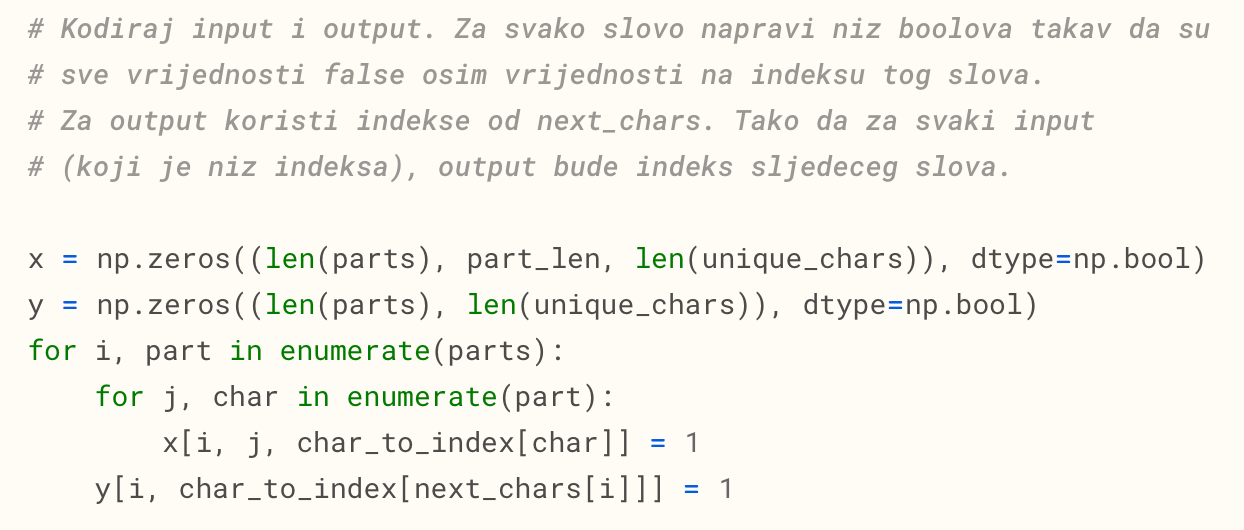 # Kodiraj input i output. Za svako slovo napravi niz boolova takav da su
# sve vrijednosti false osim vrijednosti na indeksu tog slova.
# Za output koristi indekse od next_chars. Tako da za svaki input
# (koji je niz indeksa), output bude indeks sljedeceg slova.
x = np.zeros((len(parts), part_len, len(unique_chars)), dtype=np.bool)
y = np.zeros((len(parts), len(unique_chars)), dtype=np.bool)
for i, part in enumerate(parts):
    for j, char in enumerate(part):
        x[i, j, char_to_index[char]] = 1
    y[i, char_to_index[next_chars[i]]] = 1